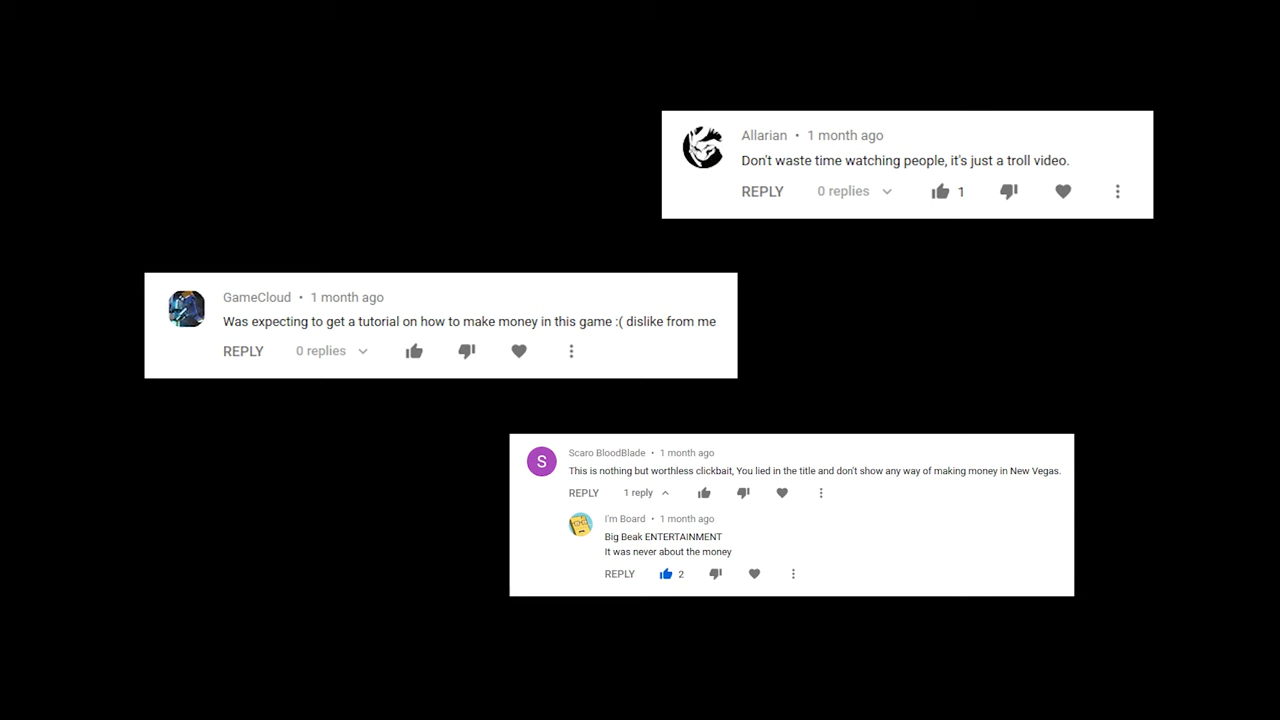 Allarian • 1 month ago
Don't waste time watching people, it's just a troll video.
REPLY 0 replies 1
GameCloud • 1 month ago
Was expecting to get a tutorial on how to make money in this game :( dislike from me
REPLY 0 replies
S
Scaro BloodBlade • 1 month ago
This is nothing but worthless clickbait, You lied in the title and don't show any way of making money in New Vegas.
REPLY 1 reply
I'm Board • 1 month ago
Big Beak ENTERTAINMENT
It was never about the money
REPLY 2